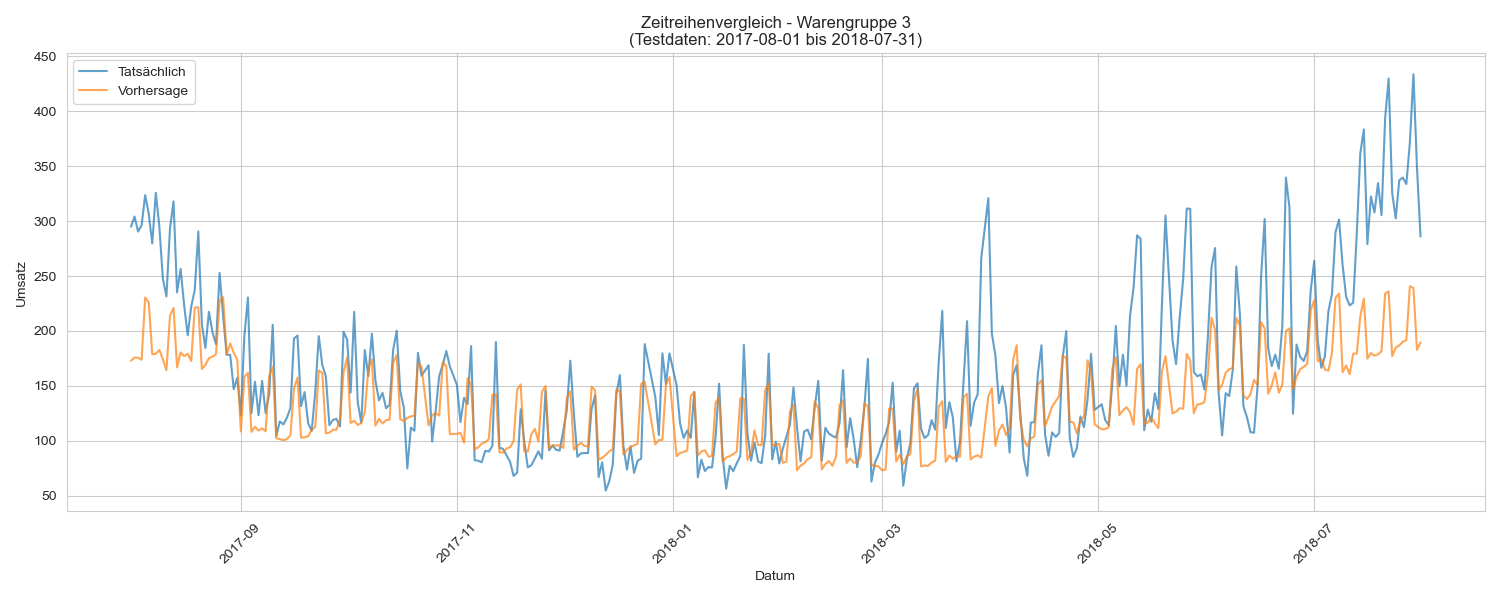 Zeitreihenvergleich - Warengruppe 3
(Testdaten: 2017-08-01 bis 2018-07-31)
Tatsächlich
Vorhersage
Umsatz
450
400
350
300
250
200
150
100
50
2017-09
2017-11
2018-01
2018-03
2018-05
2018-07
Datum